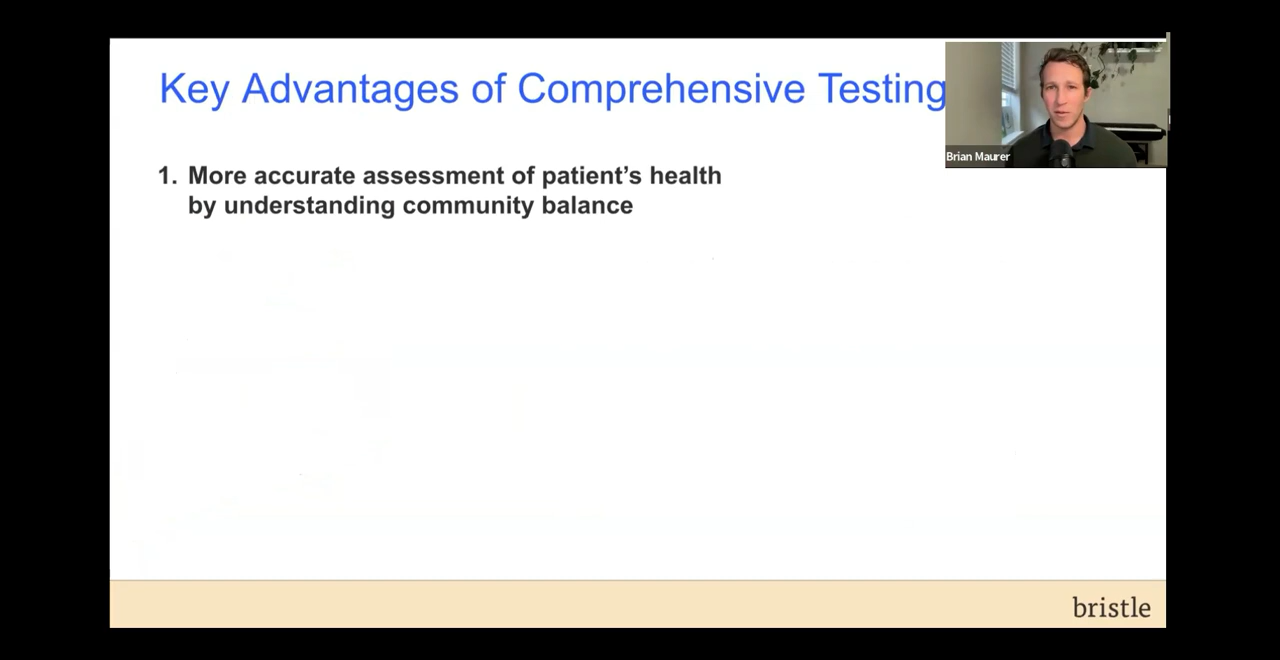 Key Advantages of Comprehensive Testing
Brian Maurer
1. More accurate assessment of patient’s health
by understanding community balance
bristle